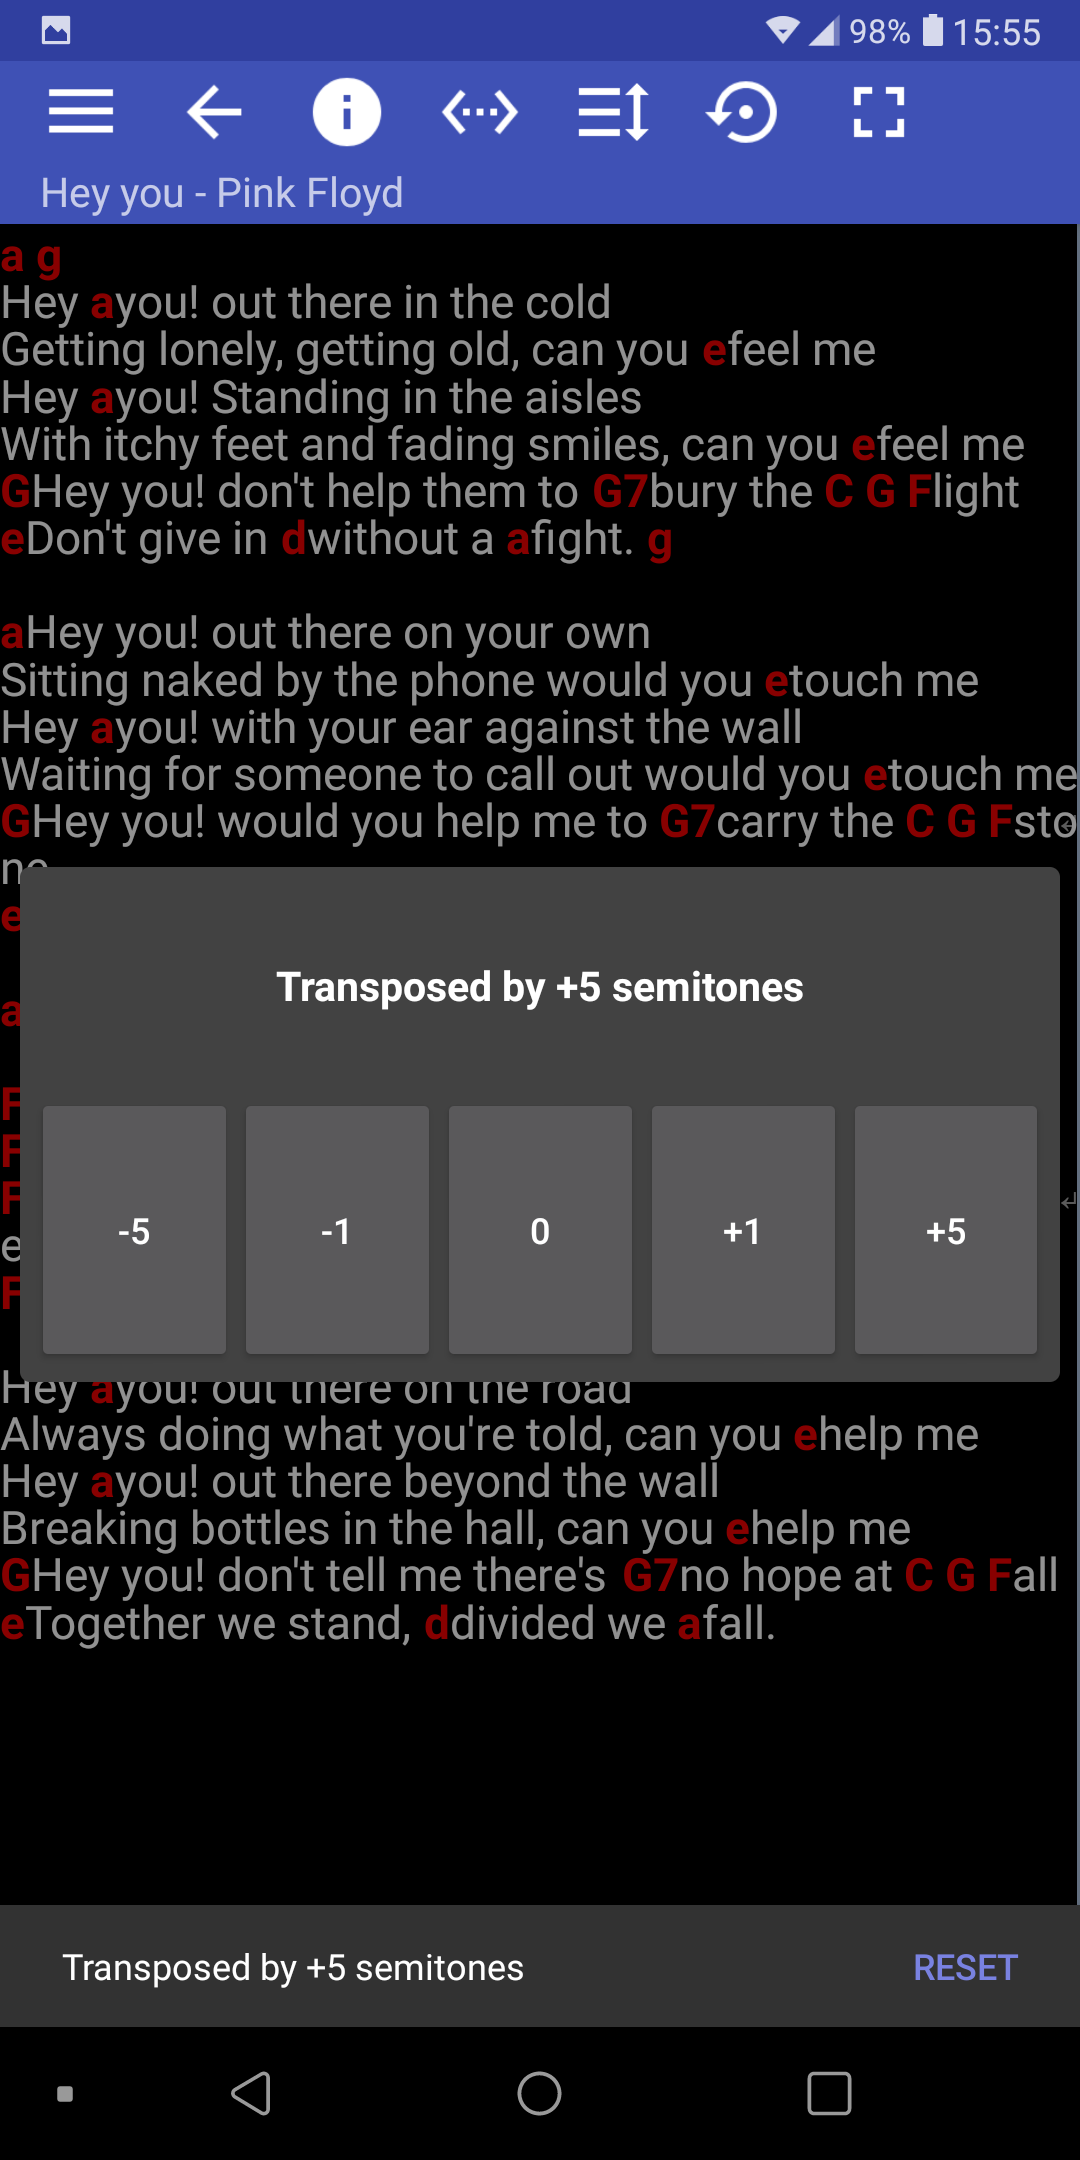 98% 15:55
Hey you - Pink Floyd
a g
Hey ayou! out there in the cold
Getting lonely, getting old, can you efeel me
Hey ayou! Standing in the aisles
With itchy feet and fading smiles, can you efeel me
GHey you! don't help them to G7bury the C G Flight
eDon't give in dwithout a afight. g
aHey you! out there on your own
Sitting naked by the phone would you etouch me
Hey ayou! with your ear against the wall
Waiting for someone to call out would you etouch me
GHey you! would you help me to G7carry the C G Fsto
ne
e
a
F
F
F
e
F
Transposed by +5 semitones
-5 -1 0 +1 +5
Hey ayou! out there on the road
Always doing what you're told, can you ehelp me
Hey ayou! out there beyond the wall
Breaking bottles in the hall, can you ehelp me
GHey you! don't tell me there's G7no hope at C G Fall
eTogether we stand, ddivided we afall.
Transposed by +5 semitones RESET